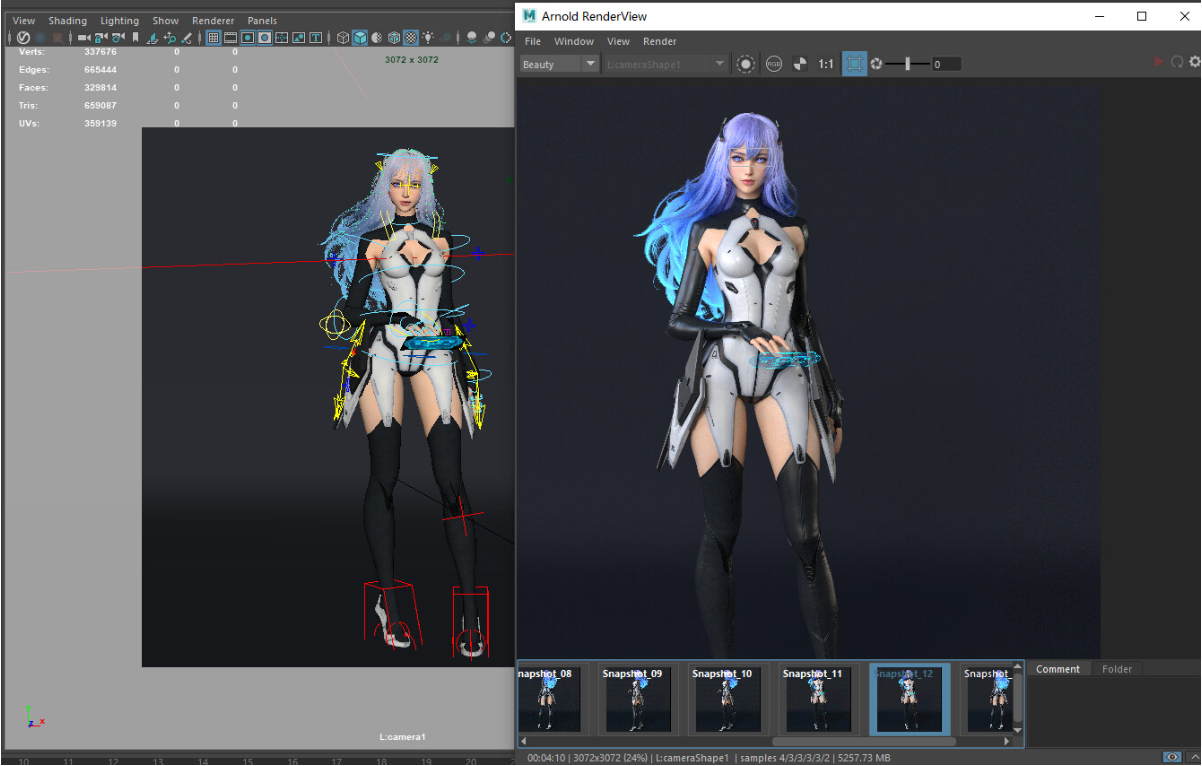 View Shading Lighting Show Renderer Panels
Verts: 337676 0 0
Edges: 665444 0 0
Faces: 329814 0 0
Tris: 659087 0 0
UVs: 359139 0 0
3072 x 3072
L:camera1
10 11 12 13 14 15 16 17 18 19 20
Arnold RenderView
File Window View Render
Beauty L:cameraShape1 RGB 1:1 0
napshot_08 Snapshot_09 Snapshot_10 Snapshot_11 Snapshot_12 Snapshot_
Comment Folder
00:04:10 | 3072x3072 (24%) | L:cameraShape1 | samples 4/3/3/3/3/2 | 5257.73 MB